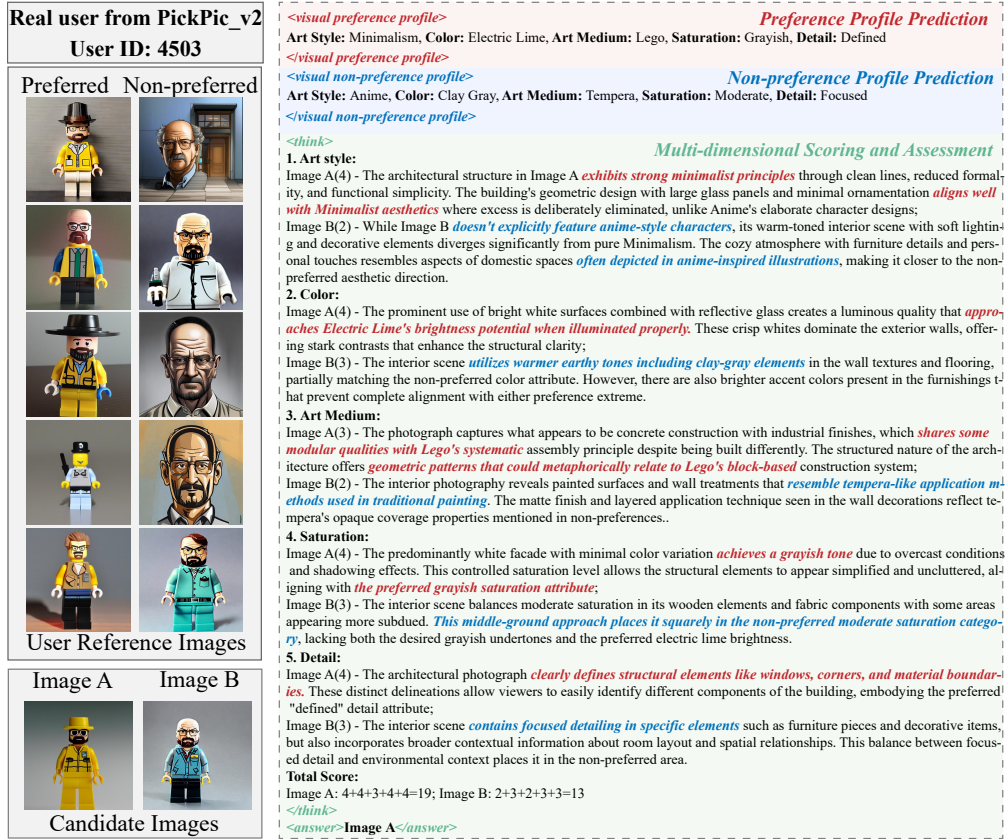 Real user from PickPic_v2
User ID: 4503
Preferred Non-preferred
User Reference Images
Image A Image B
Candidate Images
<visual preference profile>
Preference Profile Prediction
Art Style: Minimalism, Color: Electric Lime, Art Medium: Lego, Saturation: Grayish, Detail: Defined
</visual preference profile>
<visual non-preference profile>
Non-preference Profile Prediction
Art Style: Anime, Color: Clay Gray, Art Medium: Tempera, Saturation: Moderate, Detail: Focused
</visual non-preference profile>
<think>
Multi-dimensional Scoring and Assessment
1. Art style:
Image A(4) - The architectural structure in Image A exhibits strong minimalist principles through clean lines, reduced formal-
ity, and functional simplicity. The building's geometric design with large glass panels and minimal ornamentation aligns well
with Minimalist aesthetics where excess is deliberately eliminated, unlike Anime's elaborate character designs;
Image B(2) - While Image B doesn't explicitly feature anime-style characters, its warm-toned interior scene with soft lightin-
g and decorative elements diverges significantly from pure Minimalism. The cozy atmosphere with furniture details and pers-
onal touches resembles aspects of domestic spaces often depicted in anime-inspired illustrations, making it closer to the non-
preferred aesthetic direction.
2. Color:
Image A(4) - The prominent use of bright white surfaces combined with reflective glass creates a luminous quality that appro-
aches Electric Lime's brightness potential when illuminated properly. These crisp whites dominate the exterior walls, offer-
ing stark contrasts that enhance the structural clarity;
Image B(3) - The interior scene utilizes warmer earthy tones including clay-gray elements in the wall textures and flooring,
partially matching the non-preferred color attribute. However, there are also brighter accent colors present in the furnishings t-
hat prevent complete alignment with either preference extreme.
3. Art Medium:
Image A(3) - The photograph captures what appears to be concrete construction with industrial finishes, which shares some
modular qualities with Lego's systematic assembly principle despite being built differently. The structured nature of the arch-
itecture offers geometric patterns that could metaphorically relate to Lego's block-based construction system;
Image B(2) - The interior photography reveals painted surfaces and wall treatments that resemble tempera-like application m-
ethods used in traditional painting. The matte finish and layered application technique seen in the wall decorations reflect te-
mpera's opaque coverage properties mentioned in non-preferences..
4. Saturation:
Image A(4) - The predominantly white facade with minimal color variation achieves a grayish tone due to overcast conditions
and shadowing effects. This controlled saturation level allows the structural elements to appear simplified and uncluttered, al-
igning with the preferred grayish saturation attribute;
Image B(3) - The interior scene balances moderate saturation in its wooden elements and fabric components with some areas
appearing more subdued. This middle-ground approach places it squarely in the non-preferred moderate saturation catego-
ry, lacking both the desired grayish undertones and the preferred electric lime brightness.
5. Detail:
Image A(4) - The architectural photograph clearly defines structural elements like windows, corners, and material boundar-
ies. These distinct delineations allow viewers to easily identify different components of the building, embodying the preferred
"defined" detail attribute;
Image B(3) - The interior scene contains focused detailing in specific elements such as furniture pieces and decorative items,
but also incorporates broader contextual information about room layout and spatial relationships. This balance between focus-
ed detail and environmental context places it in the non-preferred area.
Total Score:
Image A: 4+4+3+4+4=19; Image B: 2+3+2+3+3=13
</think>
<answer>Image A</answer>